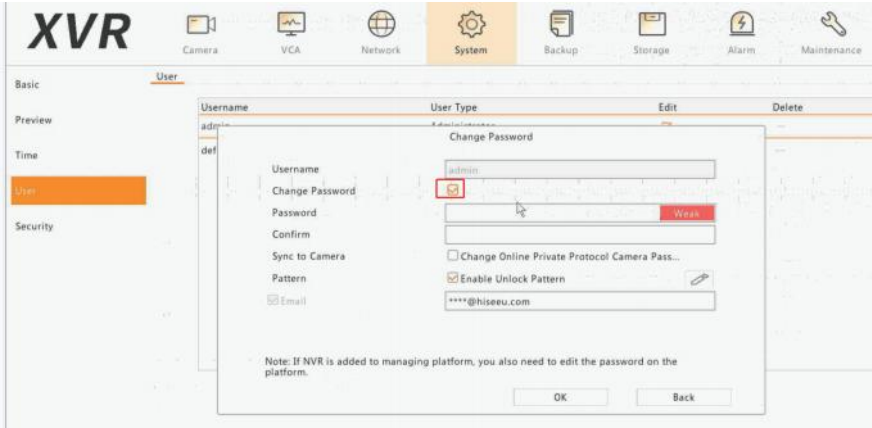 XVR
Camera VCA Network System Backup Storage Alarm Maintenance
Basic
Preview
Time
User
Security
User
Username User Type Edit Delete
def
Change Password
Username admin
Change Password
Password Weak
Confirm
Sync to Camera Change Online Private Protocol Camera Pass...
Pattern Enable Unlock Pattern
Email ****@hiseeu.com
Note: If NVR is added to managing platform, you also need to edit the password on the
platform.
OK Back